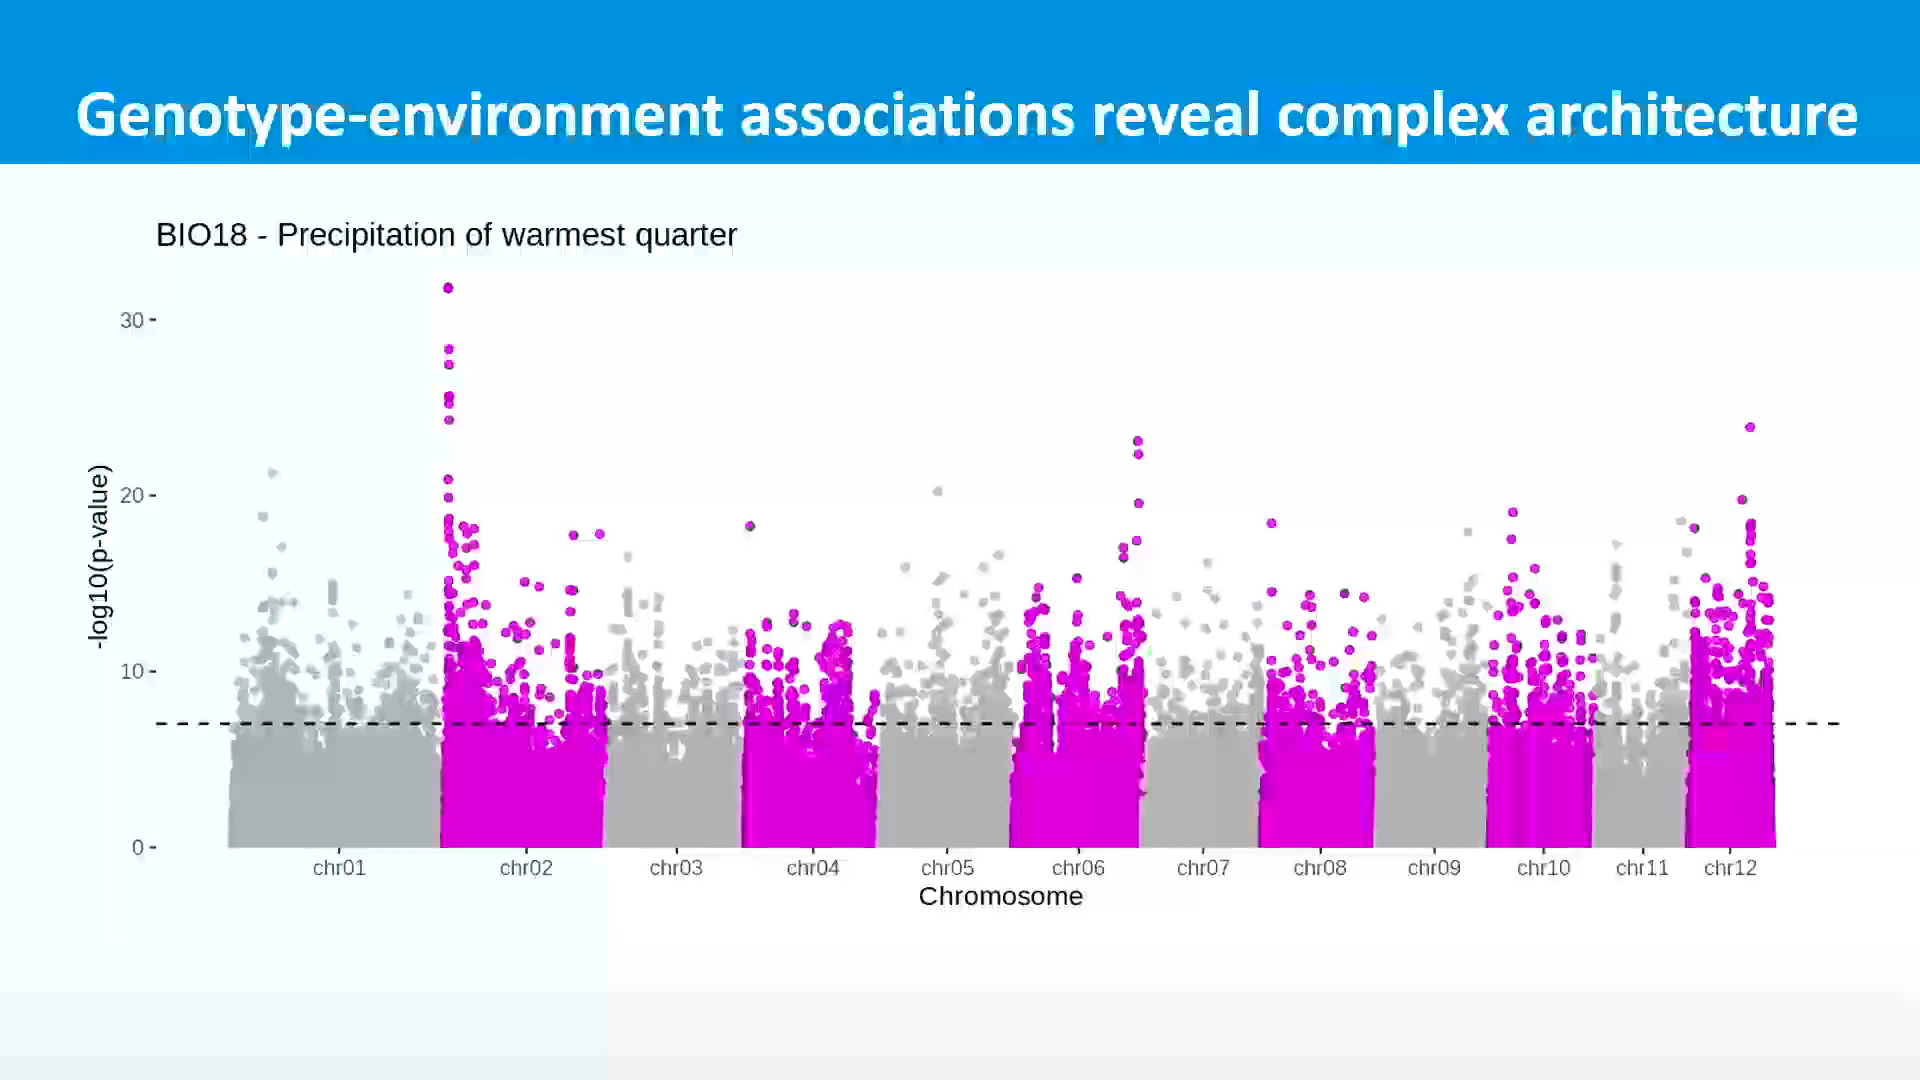 Genotype-environment associations reveal complex architecture
BIO18 - Precipitation of warmest quarter
-log10(p-value)
30
20
10
0
chr01 chr02 chr03 chr04 chr05 chr06 chr07 chr08 chr09 chr10 chr11 chr12
Chromosome